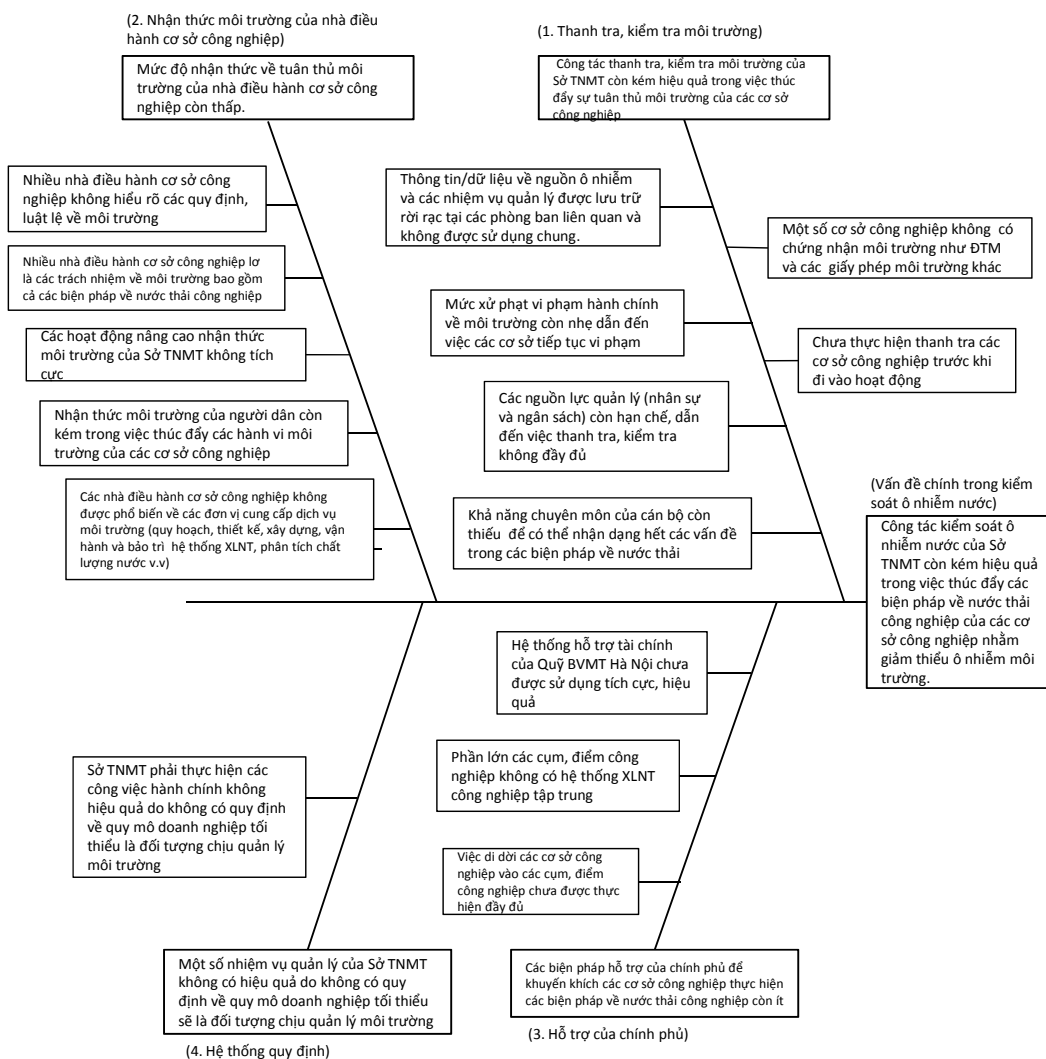 (2. Nhận thức môi trường của nhà điều
hành cơ sở công nghiệp)
Mức độ nhận thức về tuân thủ môi
trường của nhà điều hành cơ sở công
nghiệp còn thấp.
Nhiều nhà điều hành cơ sở công
nghiệp không hiểu rõ các quy định,
luật lệ về môi trường
Nhiều nhà điều hành cơ sở công nghiệp lơ
là các trách nhiệm về môi trường bao gồm
cả các biện pháp về nước thải công nghiệp
Các hoạt động nâng cao nhận thức
môi trường của Sở TNMT không tích
cực
Nhận thức môi trường của người dân còn
kém trong việc thúc đẩy các hành vi môi
trường của các cơ sở công nghiệp
Các nhà điều hành cơ sở công nghiệp không
được phổ biến về các đơn vị cung cấp dịch vụ
môi trường (quy hoạch, thiết kế, xây dựng, vận
hành và bảo trì hệ thống XLNT, phân tích chất
lượng nước v.v)
(1. Thanh tra, kiểm tra môi trường)
Công tác thanh tra, kiểm tra môi trường của
Sở TNMT còn kém hiệu quả trong việc thúc
đẩy sự tuân thủ môi trường của các cơ sở
công nghiệp
Thông tin/dữ liệu về nguồn ô nhiễm
và các nhiệm vụ quản lý được lưu trữ
rời rạc tại các phòng ban liên quan và
không được sử dụng chung.
Một số cơ sở công nghiệp không có
chứng nhận môi trường như ĐTM
và các giấy phép môi trường khác
Mức xử phạt vi phạm hành chính
về môi trường còn nhẹ dẫn đến
việc các cơ sở tiếp tục vi phạm
Chưa thực hiện thanh tra các
cơ sở công nghiệp trước khi
đi vào hoạt động
Các nguồn lực quản lý (nhân sự
và ngân sách) còn hạn chế, dẫn
đến việc thanh tra, kiểm tra
không đầy đủ
Khả năng chuyên môn của cán bộ còn
thiếu để có thể nhận dạng hết các vấn đề
trong các biện pháp về nước thải
(Vấn đề chính trong kiểm
soát ô nhiễm nước)
Công tác kiểm soát ô
nhiễm nước của Sở
TNMT còn kém hiệu quả
trong việc thúc đẩy các
biện pháp về nước thải
công nghiệp của các cơ
sở công nghiệp nhằm
giảm thiểu ô nhiễm môi
trường.
Hệ thống hỗ trợ tài chính
của Quỹ BVMT Hà Nội chưa
được sử dụng tích cực, hiệu
quả
Phần lớn các cụm, điểm công
nghiệp không có hệ thống XLNT
công nghiệp tập trung
Việc di dời các cơ sở công
nghiệp vào các cụm, điểm
công nghiệp chưa được thực
hiện đầy đủ
Các biện pháp hỗ trợ của chính phủ để
khuyến khích các cơ sở công nghiệp thực hiện
các biện pháp về nước thải công nghiệp còn ít
(3. Hỗ trợ của chính phủ)
Sở TNMT phải thực hiện các
công việc hành chính không
hiệu quả do không có quy định
về quy mô doanh nghiệp tối
thiểu là đối tượng chịu quản lý
môi trường
Một số nhiệm vụ quản lý của Sở TNMT
không có hiệu quả do không có quy
định về quy mô doanh nghiệp tối thiểu
sẽ là đối tượng chịu quản lý môi trường
(4. Hệ thống quy định)